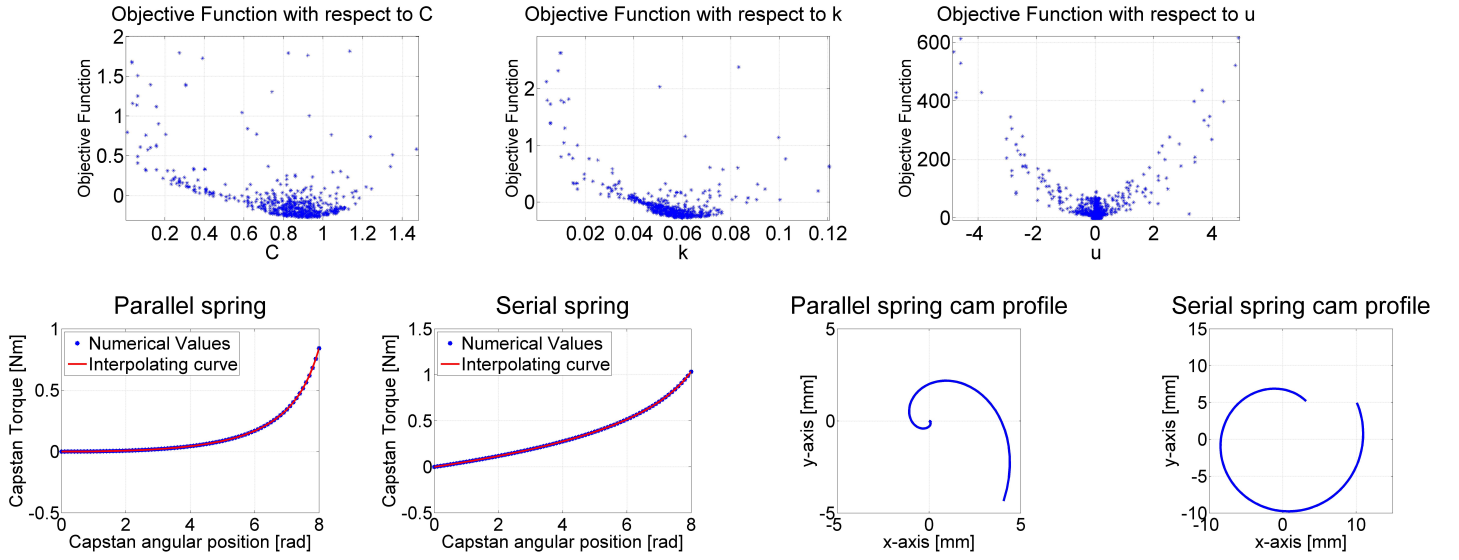 Objective Function with respect to C
Objective Function with respect to k
Objective Function with respect to u
Objective Function
2
1.5
1
0.5
0
0.2 0.4 0.6 0.8 1 1.2 1.4
C
Objective Function
2
0
0.02 0.04 0.06 0.08 0.1 0.12
k
Objective Function
600
400
200
0
-4 -2 0 2 4
u
Parallel spring
Capstan Torque [Nm]
1
0.5
0
-0.5
Numerical Values
Interpolating curve
0 2 4 6 8
Capstan angular position [rad]
Serial spring
Capstan Torque [Nm]
1.5
1
0.5
0
-0.5
Numerical Values
Interpolating curve
0 2 4 6 8
Capstan angular position [rad]
Parallel spring cam profile
y-axis [mm]
5
0
-5
-5 0 5
x-axis [mm]
Serial spring cam profile
y-axis [mm]
15
10
5
0
-5
-10
-10 0 10
x-axis [mm]